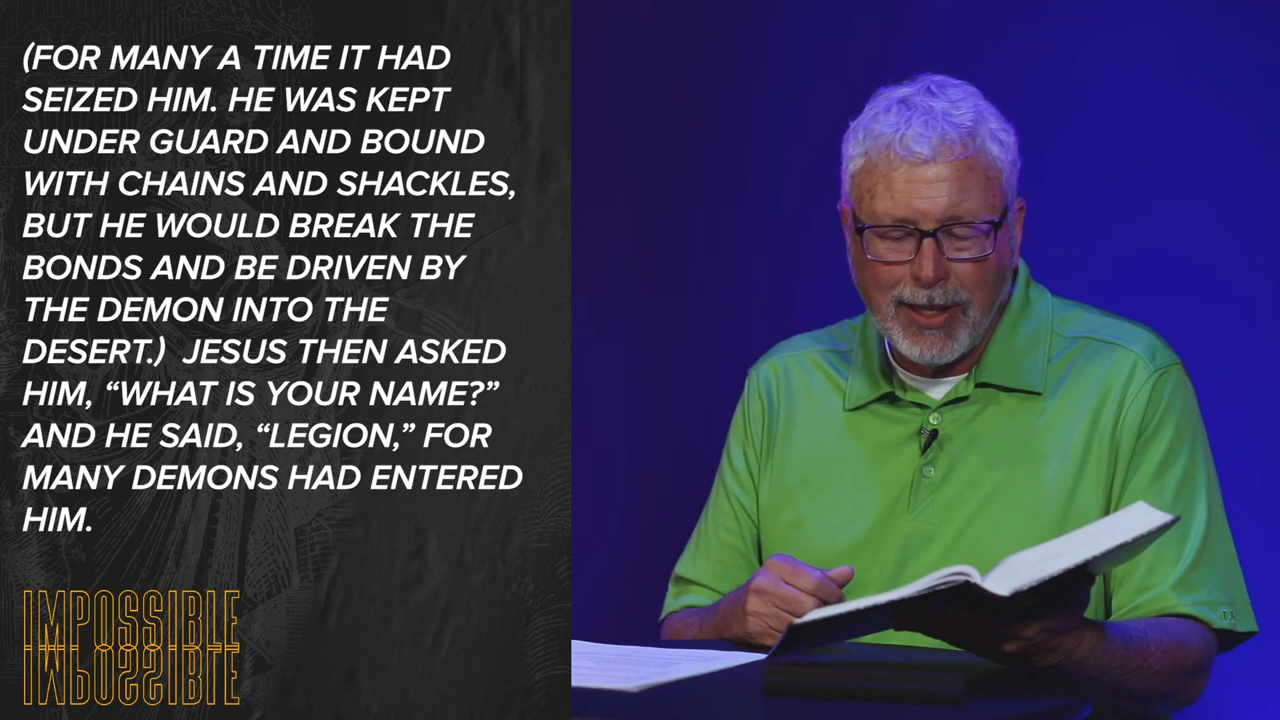 (FOR MANY A TIME IT HAD
SEIZED HIM. HE WAS KEPT
UNDER GUARD AND BOUND
WITH CHAINS AND SHACKLES,
BUT HE WOULD BREAK THE
BONDS AND BE DRIVEN BY
THE DEMON INTO THE
DESERT.)  JESUS THEN ASKED
HIM, “WHAT IS YOUR NAME?”
AND HE SAID, “LEGION,” FOR
MANY DEMONS HAD ENTERED
HIM.
IMPOSSIBLE
IMPOSSIBLE